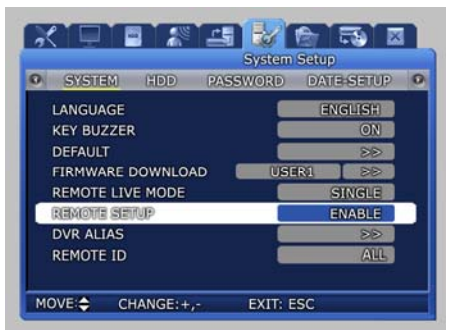 System Setup
SYSTEM HDD PASSWORD DATE-SETUP
LANGUAGE ENGLISH
KEY BUZZER ON
DEFAULT >>
FIRMWARE DOWNLOAD USER1 >>
REMOTE LIVE MODE SINGLE
REMOTE SETUP ENABLE
DVR ALIAS >>
REMOTE ID ALL
MOVE: CHANGE:+,- EXIT: ESC